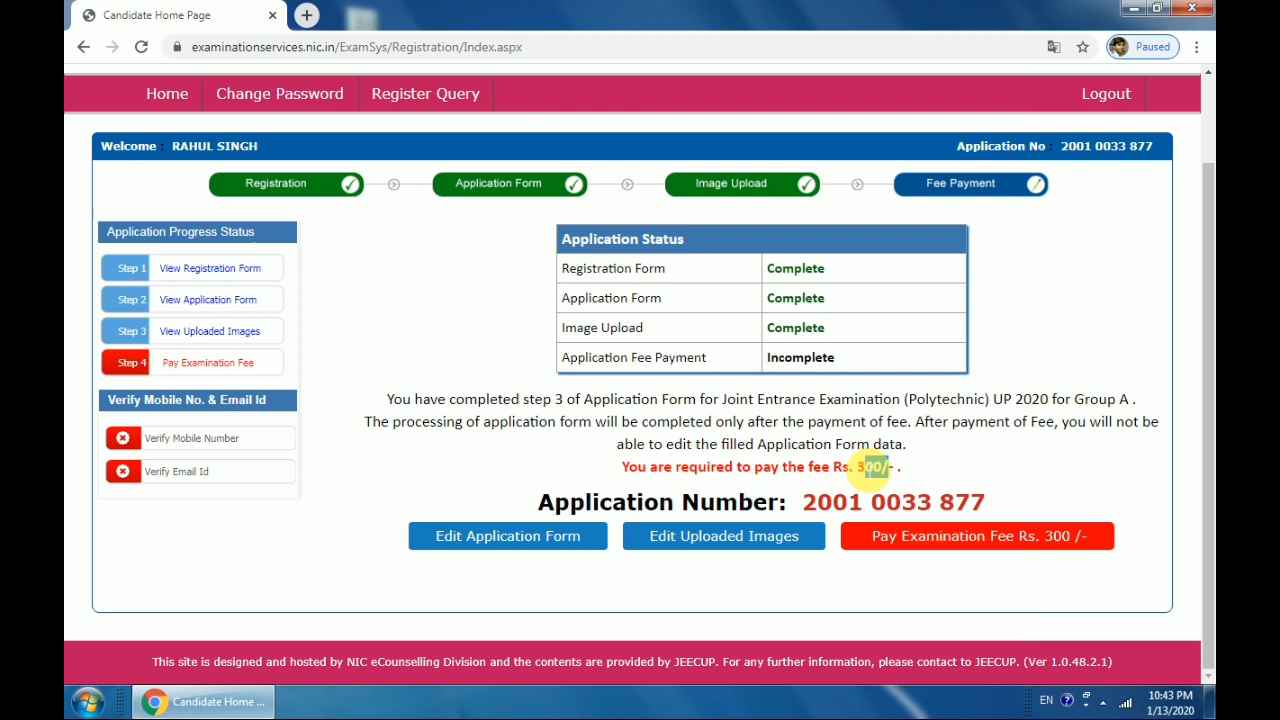 Candidate Home Page
examinationservices.nic.in/ExamSys/Registration/Index.aspx
Paused
Home
Change Password
Register Query
Logout
Welcome : RAHUL SINGH
Application No : 2001 0033 877
Registration
Application Form
Image Upload
Fee Payment
Application Progress Status
Step 1 View Registration Form
Step 2 View Application Form
Step 3 View Uploaded Images
Step 4 Pay Examination Fee
Verify Mobile No. & Email Id
Verify Mobile Number
Verify Email Id
Application Status
Registration Form Complete
Application Form Complete
Image Upload Complete
Application Fee Payment Incomplete
You have completed step 3 of Application Form for Joint Entrance Examination (Polytechnic) UP 2020 for Group A .
The processing of application form will be completed only after the payment of fee. After payment of Fee, you will not be
able to edit the filled Application Form data.
You are required to pay the fee Rs. 300/- .
Application Number: 2001 0033 877
Edit Application Form
Edit Uploaded Images
Pay Examination Fee Rs. 300 /-
This site is designed and hosted by NIC eCounselling Division and the contents are provided by JEECUP. For any further information, please contact to JEECUP. (Ver 1.0.48.2.1)
Candidate Home ...
EN
10:43 PM
1/13/2020